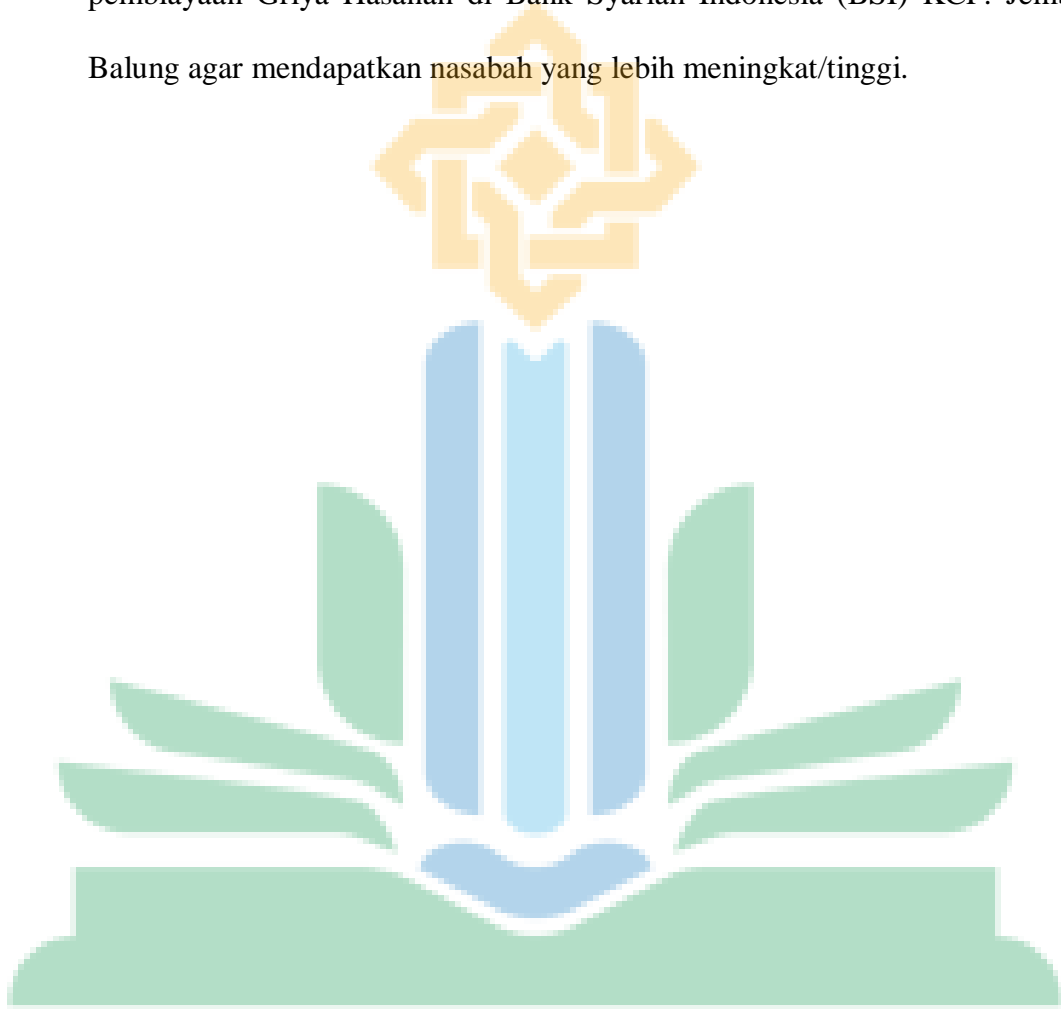 pembiayaan Griya Hasanah di Bank Syariah Indonesia (BSI) KCP.
Balung agar mendapatkan nasabah yang lebih meningkat/tinggi.